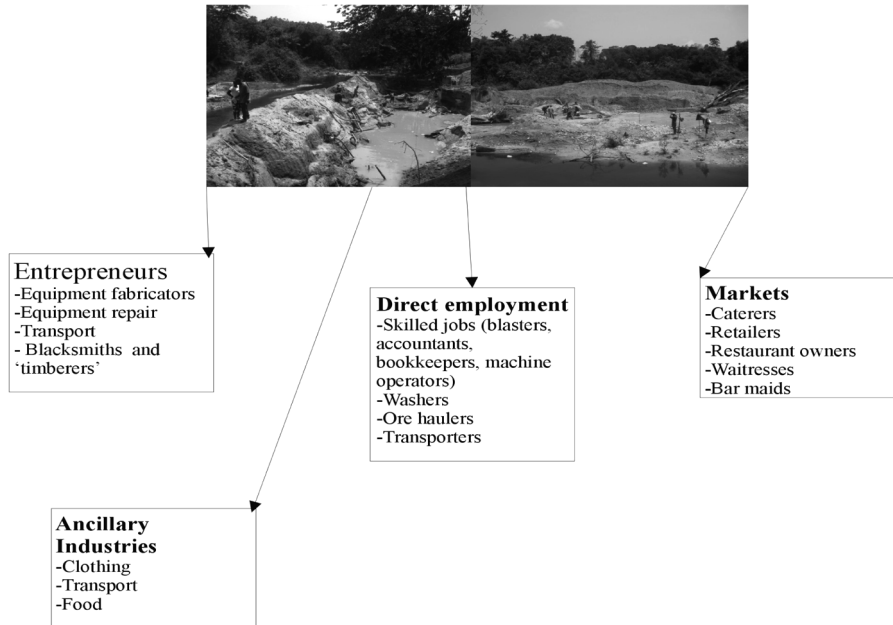 Entrepreneurs
-Equipment fabricators
-Equipment repair
-Transport
- Blacksmiths and
‘timberers’
Direct employment
-Skilled jobs (blasters,
accountants,
bookkeepers, machine
operators)
-Washers
-Ore haulers
-Transporters
Markets
-Caterers
-Retailers
-Restaurant owners
-Waitresses
-Bar maids
Ancillary
Industries
-Clothing
-Transport
-Food